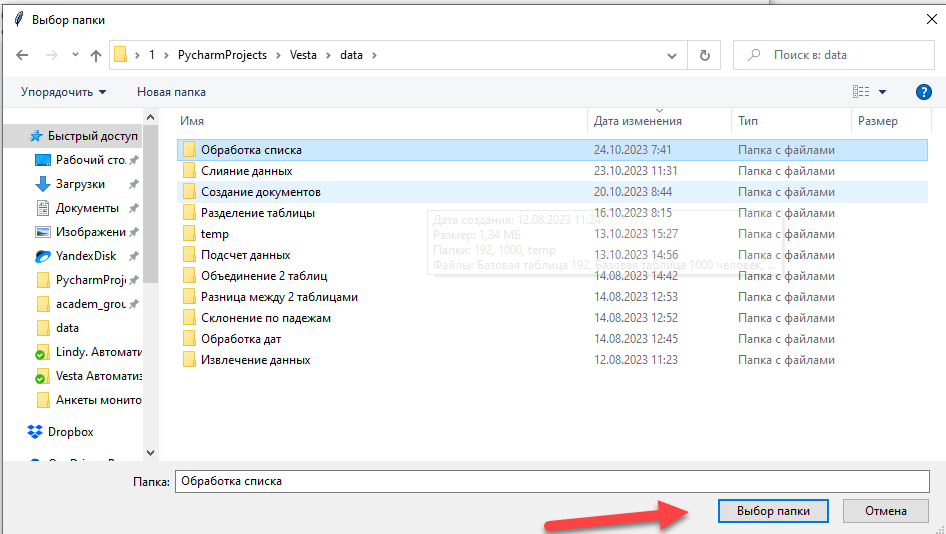 Выбор папки
1 PycharmProjects Vesta data
Поиск в: data
Упорядочить Новая папка
Имя Дата изменения Тип Размер
Быстрый доступ
Рабочий сто.
Загрузки
Документы
Изображени
YandexDisk
PycharmProj
academ_grou
data
Lindy. Автомати
Vesta Автоматиз
Анкеты монито
Dropbox
Обработка списка 24.10.2023 7:41 Папка с файлами
Слияние данных 23.10.2023 11:31 Папка с файлами
Создание документов 20.10.2023 8:44 Папка с файлами
Разделение таблицы 16.10.2023 8:15 Папка с файлами
temp 13.10.2023 15:27 Папка с файлами
Подсчет данных 13.10.2023 14:56 Папка с файлами
Объединение 2 таблиц 14.08.2023 14:42 Папка с файлами
Разница между 2 таблицами 14.08.2023 12:53 Папка с файлами
Склонение по падежам 14.08.2023 12:52 Папка с файлами
Обработка дат 14.08.2023 12:45 Папка с файлами
Извлечение данных 12.08.2023 11:23 Папка с файлами
Дата создания: 12.08.2023 11:24
Размер: 1,34 МБ
Папки: 192, 1000, temp
Файлы: Базовая таблица 192, Базовая таблица 1000 человек, ...
Папка: Обработка списка
Выбор папки Отмена